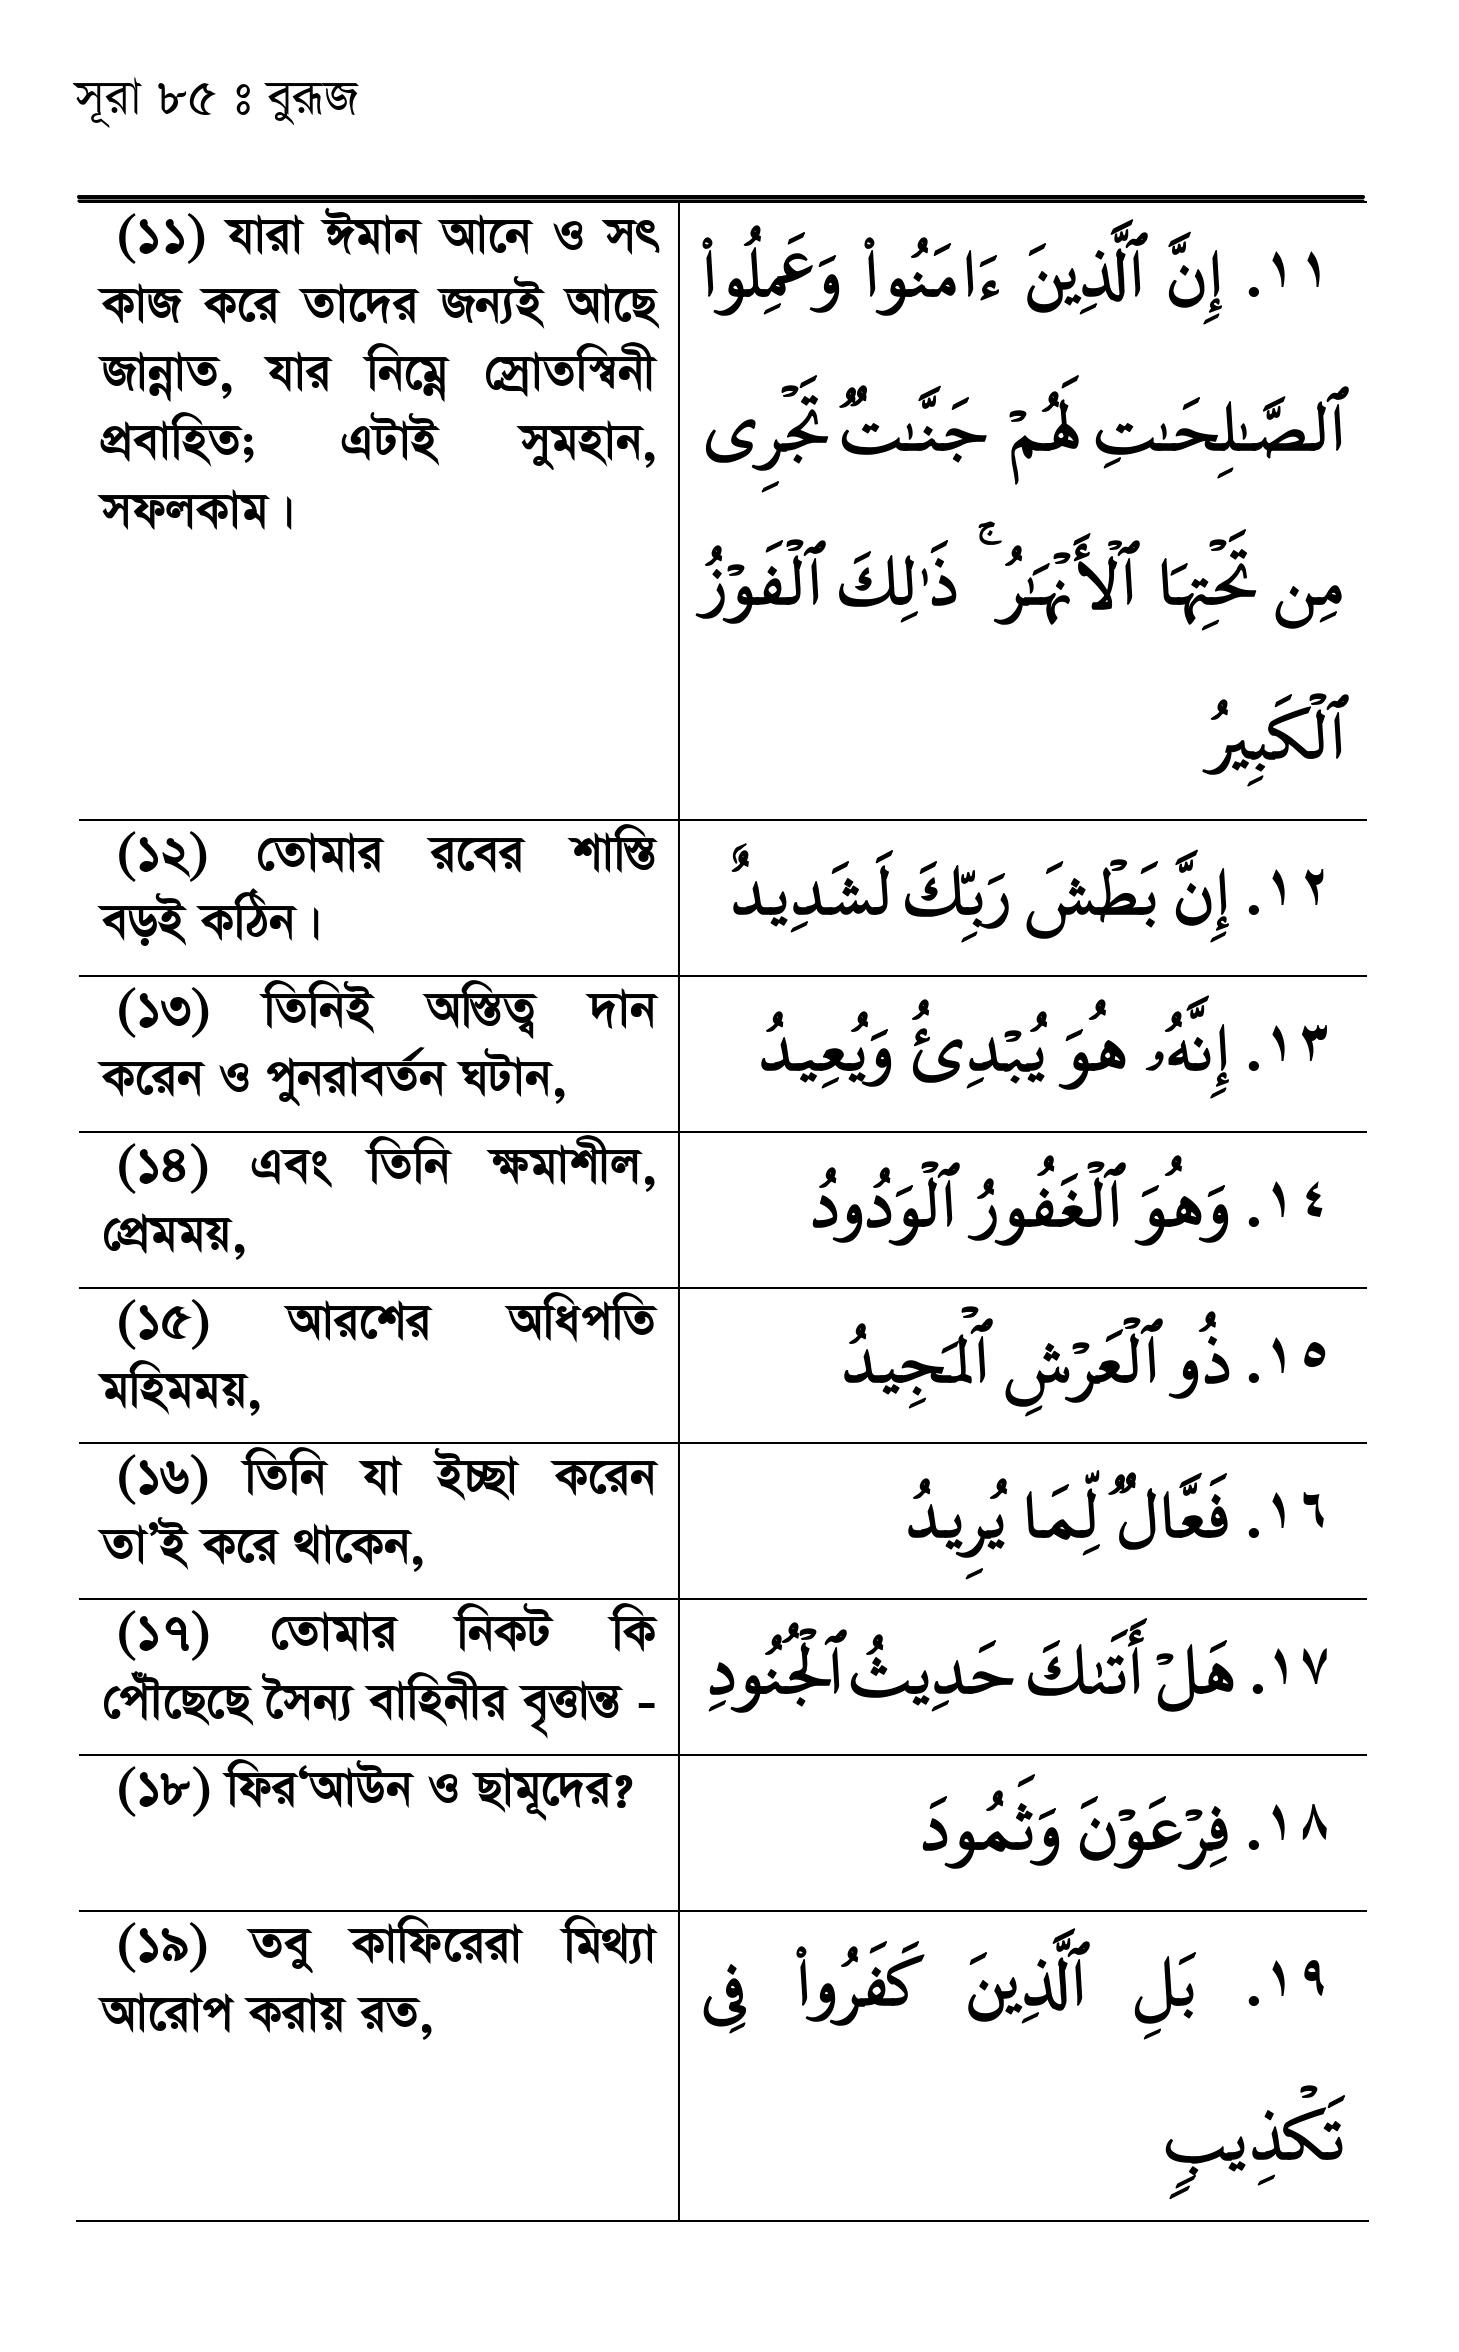 সূরা ৮৫ ঃ বুরূজ
(১১) যারা ঈমান আনে ও সৎ
কাজ করে তাদের জন্যই আছে
জান্নাত, যার নিম্নে স্রোতস্বিনী
প্রবাহিত; এটাই সুমহান,
সফলকাম।
١١. إِنَّ ٱلَّذِينَ ءَامَنُواْ وَعَمِلُواْ
ٱلصَّٰلِحَٰتِ لَهُمۡ جَنَّٰتٞ تَجۡرِى
مِن تَحۡتِهَا ٱلۡأَنۡهَٰرُ ۚ ذَٰلِكَ ٱلۡفَوۡزُ
ٱلۡكَبِيرُ
(১২) তোমার রবের শাস্তি
বড়ই কঠিন।
١٢. إِنَّ بَطۡشَ رَبِّكَ لَشَدِيدٌ
(১৩) তিনিই অস্তিত্ব দান
করেন ও পুনরাবর্তন ঘটান,
١٣. إِنَّهُۥ هُوَ يُبۡدِئُ وَيُعِيدُ
(১৪) এবং তিনি ক্ষমাশীল,
প্রেমময়,
١٤. وَهُوَ ٱلۡغَفُورُ ٱلۡوَدُودُ
(১৫) আরশের অধিপতি
মহিমময়,
١٥. ذُو ٱلۡعَرۡشِ ٱلۡمَجِيدُ
(১৬) তিনি যা ইচ্ছা করেন
তা’ই করে থাকেন,
١٦. فَعَّالٞ لِّمَا يُرِيدُ
(১৭) তোমার নিকট কি
পৌঁছেছে সৈন্য বাহিনীর বৃত্তান্ত -
١٧. هَلۡ أَتَىٰكَ حَدِيثُ ٱلۡجُنُودِ
(১৮) ফির‘আউন ও ছামূদের?
١٨. فِرۡعَوۡنَ وَثَمُودَ
(১৯) তবু কাফিরেরা মিথ্যা
আরোপ করায় রত,
١٩. بَلِ ٱلَّذِينَ كَفَرُواْ فِى
تَكۡذِيبٍ